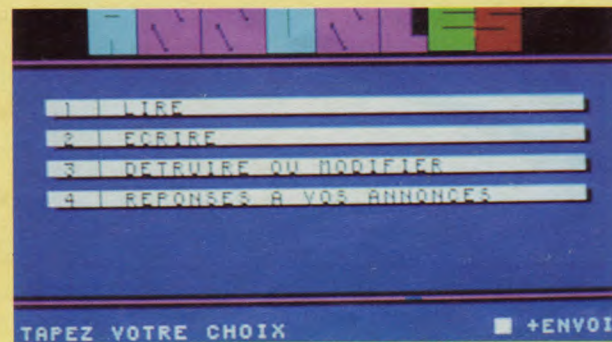 1 LIRE
2 ECRIRE
3 DETRUIRE OU MODIFIER
4 REPONSES A VOS ANNONCES
TAPEZ VOTRE CHOIX +ENVOI